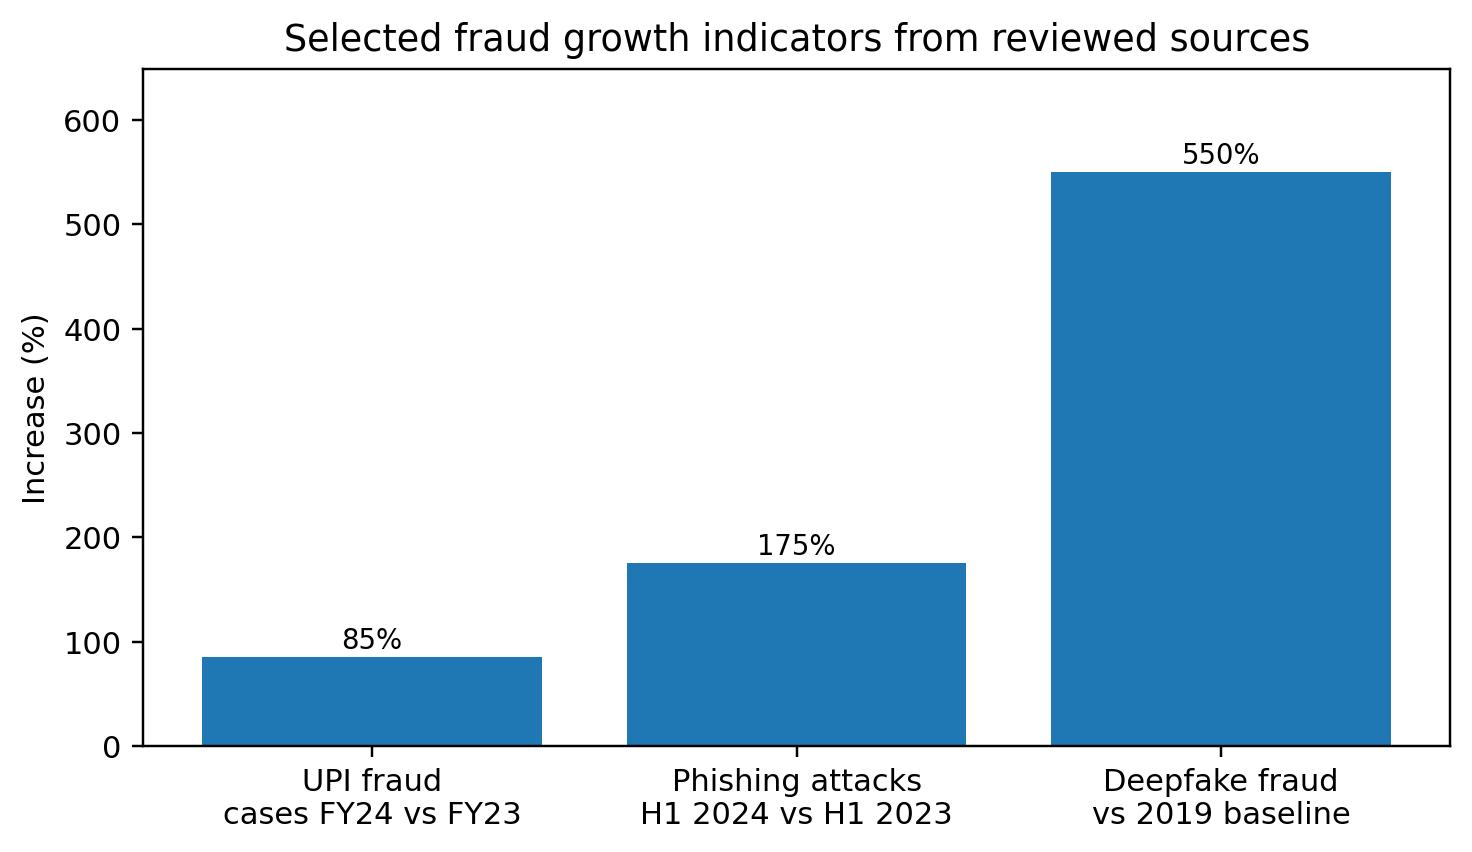 Selected fraud growth indicators from reviewed sources
Increase (%)
600
500
400
300
200
100
0
85%
175%
550%
UPI fraud
cases FY24 vs FY23
Phishing attacks
H1 2024 vs H1 2023
Deepfake fraud
vs 2019 baseline